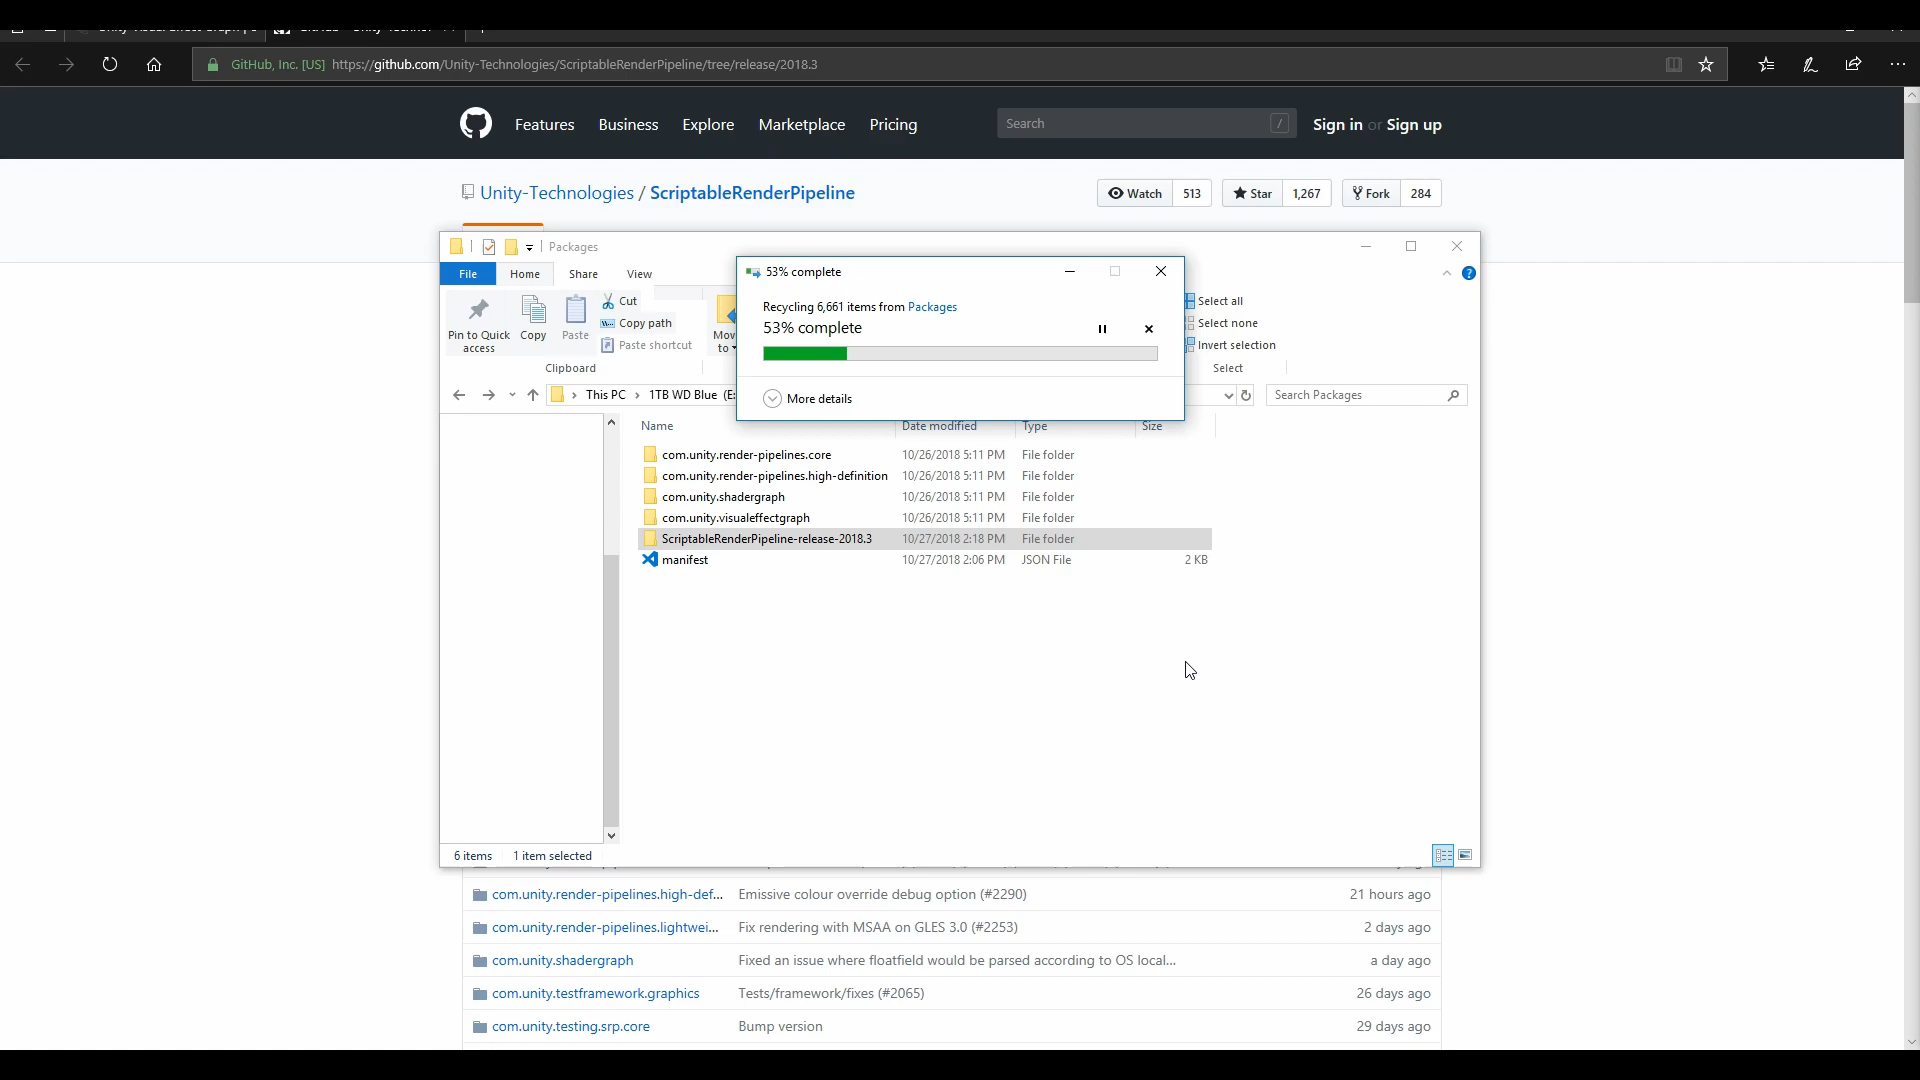 GitHub, Inc. [US] https://github.com/Unity-Technologies/ScriptableRenderPipeline/tree/release/2018.3
Features Business Explore Marketplace Pricing Search / Sign in or Sign up
Unity-Technologies / ScriptableRenderPipeline Watch 513 Star 1,267 Fork 284
Packages
File Home Share View
53% complete
Recycling 6,661 items from Packages
53% complete
More details
Pin to Quick access
Copy
Paste
Cut
Copy path
Paste shortcut
to
Clipboard
Select all
Select none
Invert selection
Select
This PC > 1TB WD Blue (E:
Search Packages
Name Date modified Type Size
com.unity.render-pipelines.core 10/26/2018 5:11 PM File folder
com.unity.render-pipelines.high-definition 10/26/2018 5:11 PM File folder
com.unity.shadergraph 10/26/2018 5:11 PM File folder
com.unity.visualeffectgraph 10/26/2018 5:11 PM File folder
ScriptableRenderPipeline-release-2018.3 10/27/2018 2:18 PM File folder
manifest 10/27/2018 2:06 PM JSON File 2 KB
6 items 1 item selected
com.unity.render-pipelines.high-def... Emissive colour override debug option (#2290) 21 hours ago
com.unity.render-pipelines.lightwei... Fix rendering with MSAA on GLES 3.0 (#2253) 2 days ago
com.unity.shadergraph Fixed an issue where floatfield would be parsed according to OS local... a day ago
com.unity.testframework.graphics Tests/framework/fixes (#2065) 26 days ago
com.unity.testing.srp.core Bump version 29 days ago